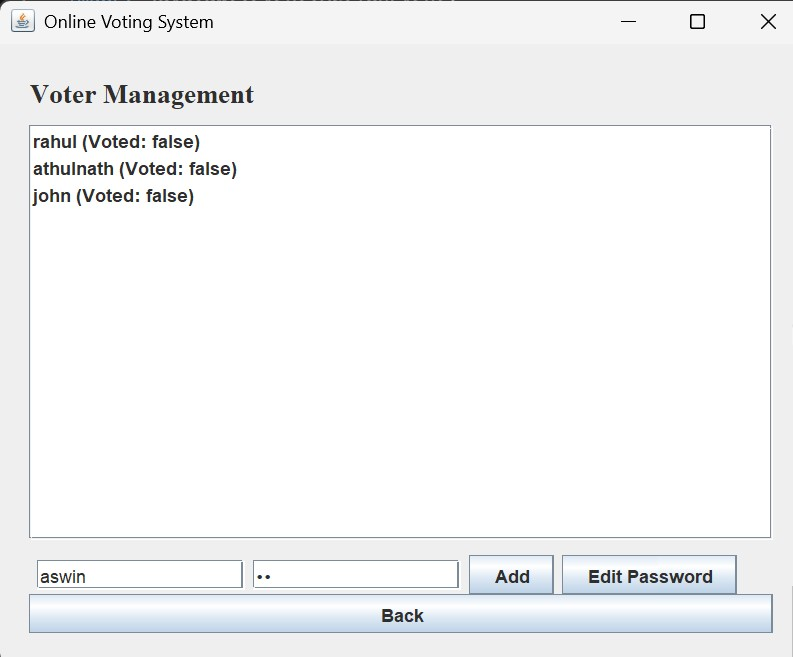 Online Voting System
Voter Management
rahul (Voted: false)
athulnath (Voted: false)
john (Voted: false)
aswin •• Add Edit Password
Back